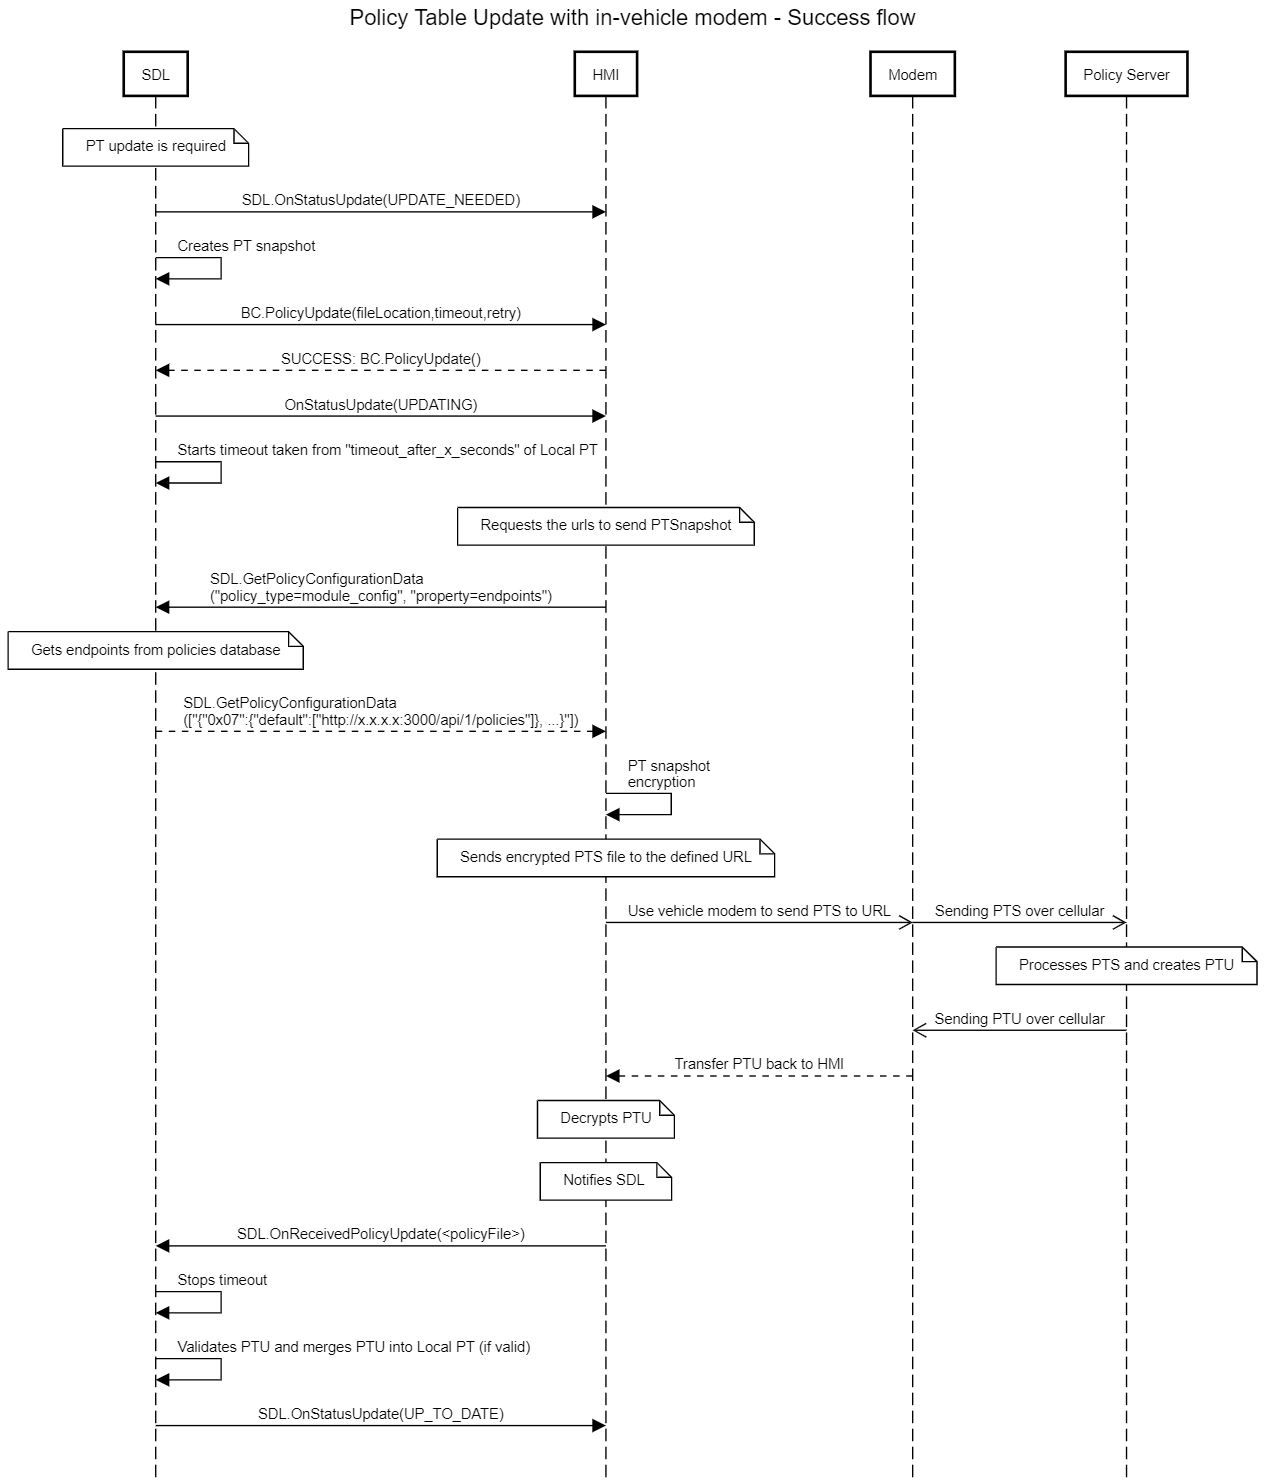 Policy Table Update with in-vehicle modem - Success flow
SDL
HMI
Modem
Policy Server
PT update is required
SDL.OnStatusUpdate(UPDATE_NEEDED)
Creates PT snapshot
BC.PolicyUpdate(fileLocation,timeout,retry)
SUCCESS: BC.PolicyUpdate()
OnStatusUpdate(UPDATING)
Starts timeout taken from "timeout_after_x_seconds" of Local PT
Requests the urls to send PTSnapshot
SDL.GetPolicyConfigurationData
("policy_type=module_config", "property=endpoints")
Gets endpoints from policies database
SDL.GetPolicyConfigurationData
(["{"0x07":{"default":["http://x.x.x.x:3000/api/1/policies"]}, ...}"])
PT snapshot
encryption
Sends encrypted PTS file to the defined URL
Use vehicle modem to send PTS to URL
Sending PTS over cellular
Processes PTS and creates PTU
Sending PTU over cellular
Transfer PTU back to HMI
Decrypts PTU
Notifies SDL
SDL.OnReceivedPolicyUpdate(<policyFile>)
Stops timeout
Validates PTU and merges PTU into Local PT (if valid)
SDL.OnStatusUpdate(UP_TO_DATE)